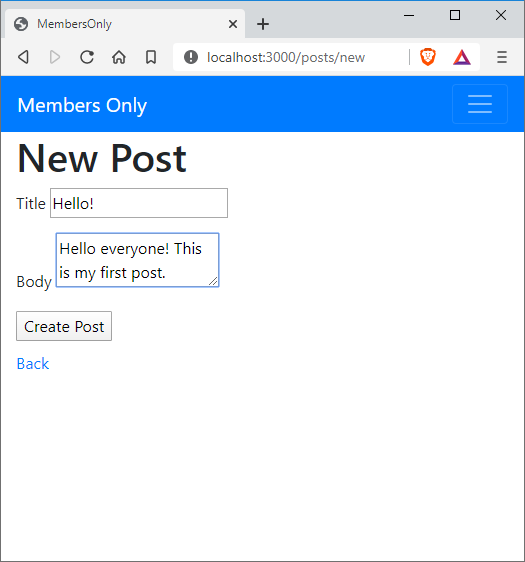 MembersOnly
localhost:3000/posts/new
Members Only
New Post
Title Hello!
Hello everyone! This
is my first post.
Body
Create Post
Back